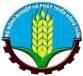 BỘ NÔNG NGHIỆP VÀ PHÁT TRIỂN NÔNG THÔN